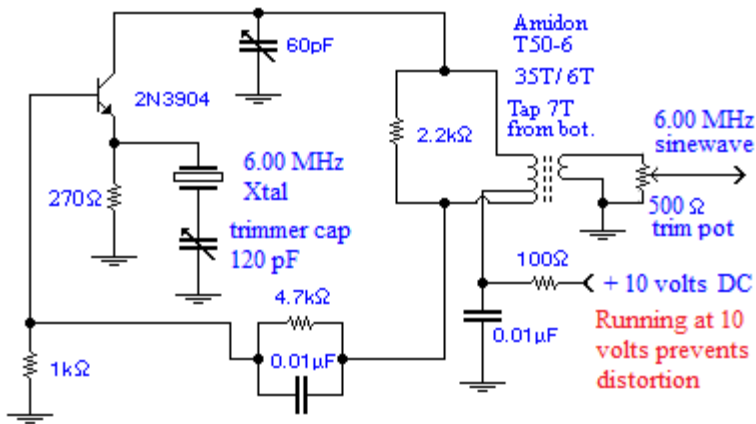 Amidon
T50-6
35T/ 6T
Tap 7T
from bot.
60pF
2N3904
2.2kΩ
6.00 MHz
sinewave
500 Ω
trim pot
6.00 MHz
Xtal
270Ω
trimmer cap
120 pF
100Ω
+ 10 volts DC
4.7kΩ
0.01µF
0.01µF
Running at 10
volts prevents
distortion
1kΩ